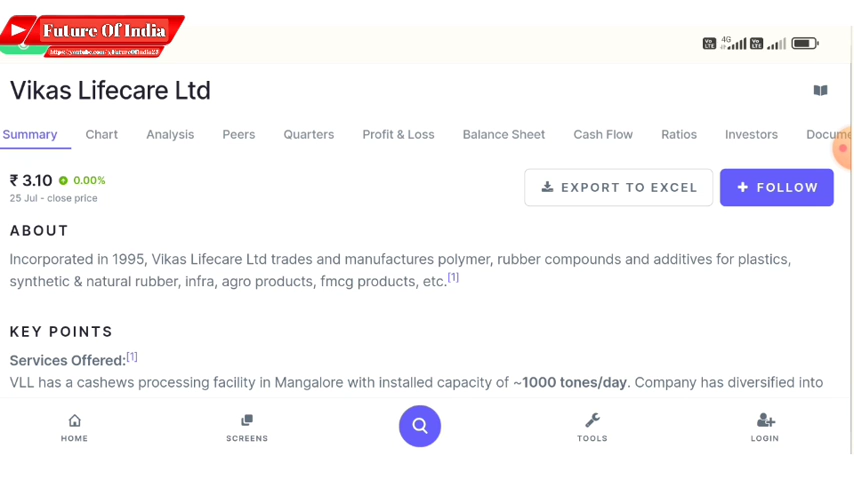 Future Of India
Vikas Lifecare Ltd
Summary Chart Analysis Peers Quarters Profit & Loss Balance Sheet Cash Flow Ratios Investors Docume
₹ 3.10 0.00%
25 Jul - close price
EXPORT TO EXCEL
+ FOLLOW
ABOUT
Incorporated in 1995, Vikas Lifecare Ltd trades and manufactures polymer, rubber compounds and additives for plastics,
synthetic & natural rubber, infra, agro products, fmcg products, etc.[1]
KEY POINTS
Services Offered:[1]
VLL has a cashews processing facility in Mangalore with installed capacity of ~1000 tones/day. Company has diversified into
HOME SCREENS TOOLS LOGIN